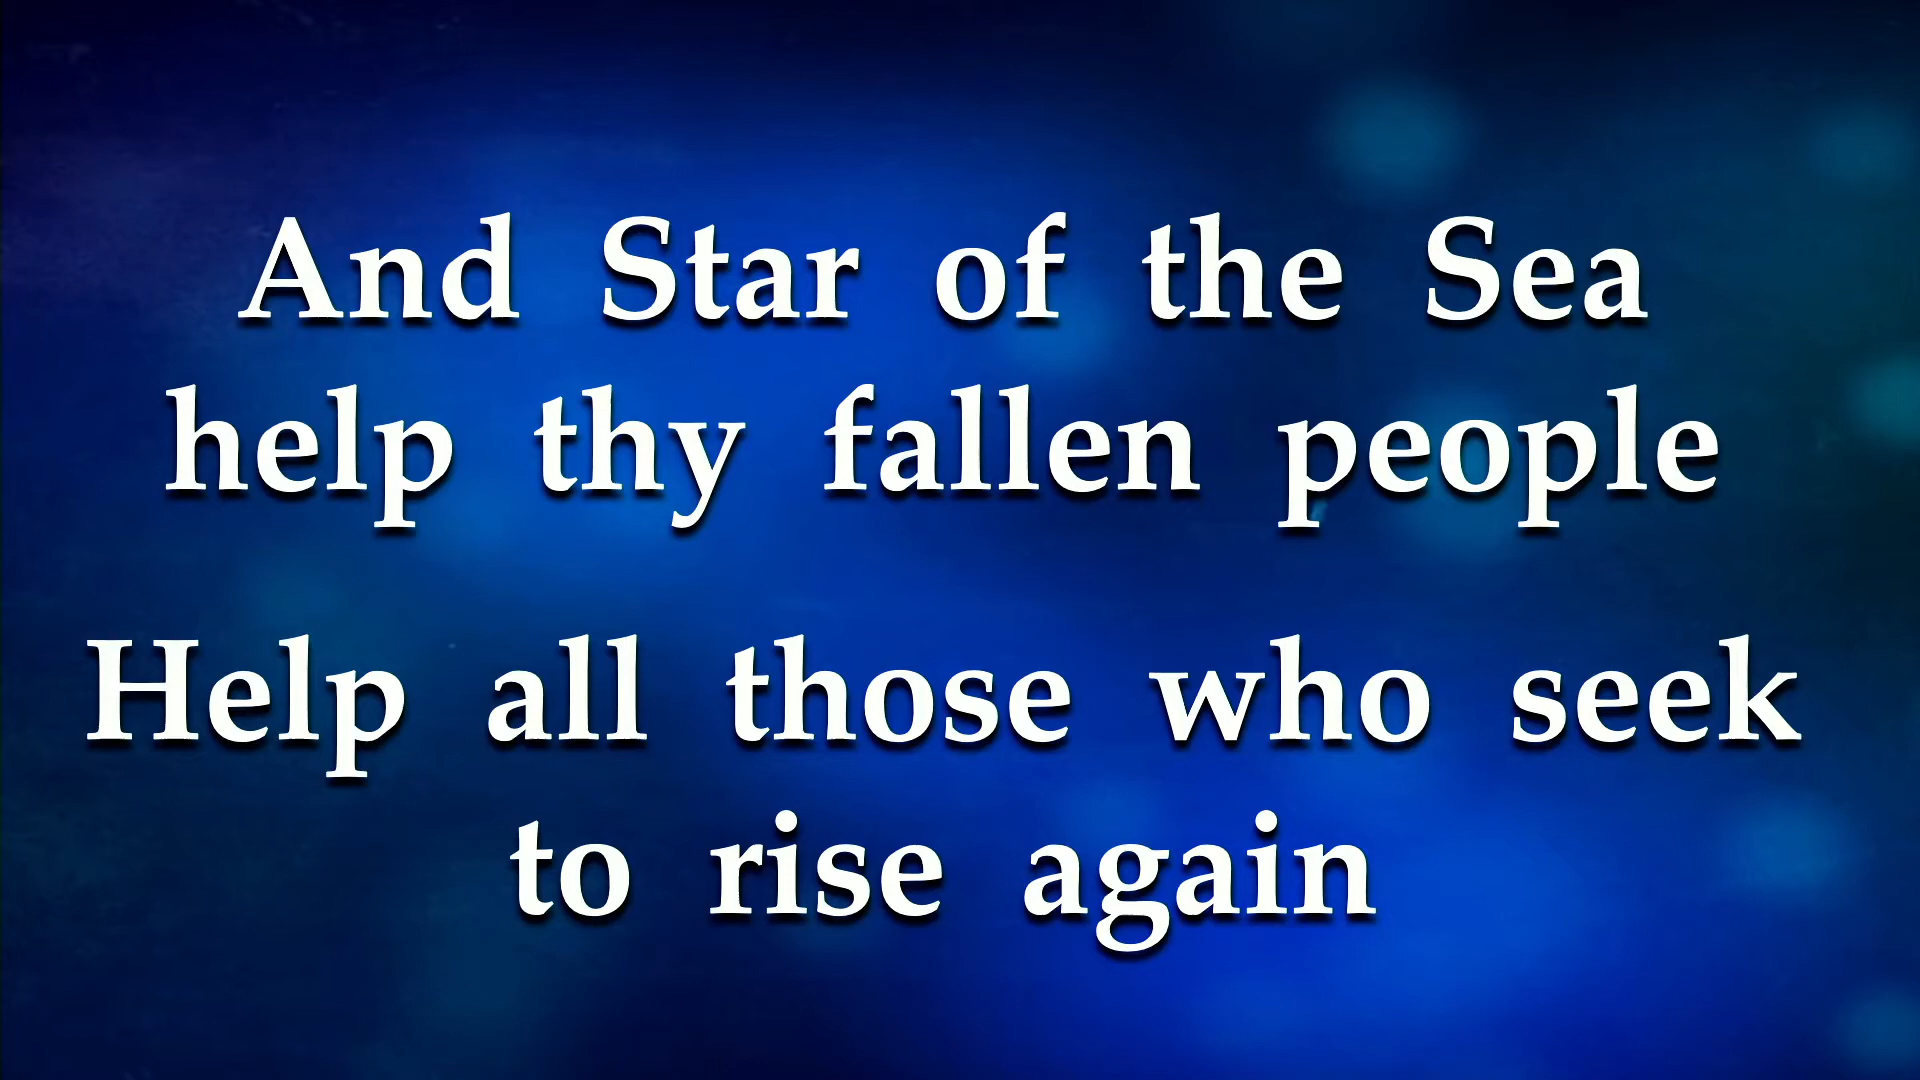 And Star of the Sea
help thy fallen people
Help all those who seek
to rise again